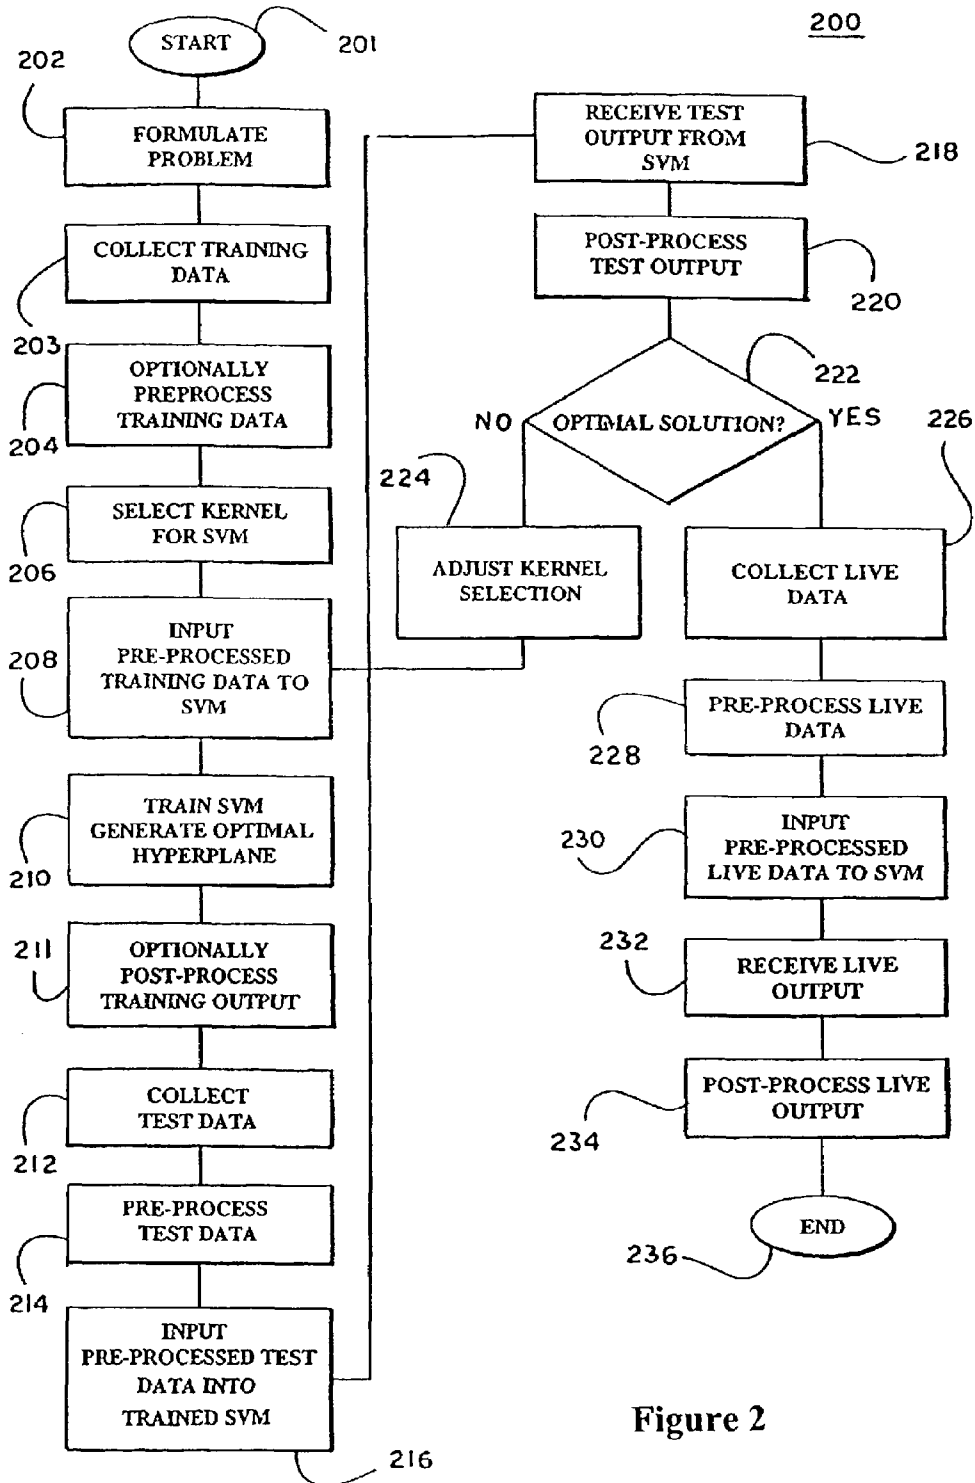 START
201
200
202
FORMULATE
PROBLEM
COLLECT TRAINING
DATA
203
OPTIONALLY
PREPROCESS
TRAINING DATA
204
SELECT KERNEL
FOR SVM
206
INPUT
PRE-PROCESSED
TRAINING DATA TO
SVM
208
TRAIN SVM
GENERATE OPTIMAL
HYPERPLANE
210
211
OPTIONALLY
POST-PROCESS
TRAINING OUTPUT
COLLECT
TEST DATA
212
PRE-PROCESS
TEST DATA
214
INPUT
PRE-PROCESSED TEST
DATA INTO
TRAINED SVM
216
RECEIVE TEST
OUTPUT FROM
SVM
218
POST-PROCESS
TEST OUTPUT
220
222
NO
OPTIMAL SOLUTION?
YES
224
226
ADJUST KERNEL
SELECTION
COLLECT LIVE
DATA
PRE-PROCESS LIVE
DATA
228
INPUT
PRE-PROCESSED
LIVE DATA TO SVM
230
232
RECEIVE LIVE
OUTPUT
POST-PROCESS LIVE
OUTPUT
234
END
236
Figure 2